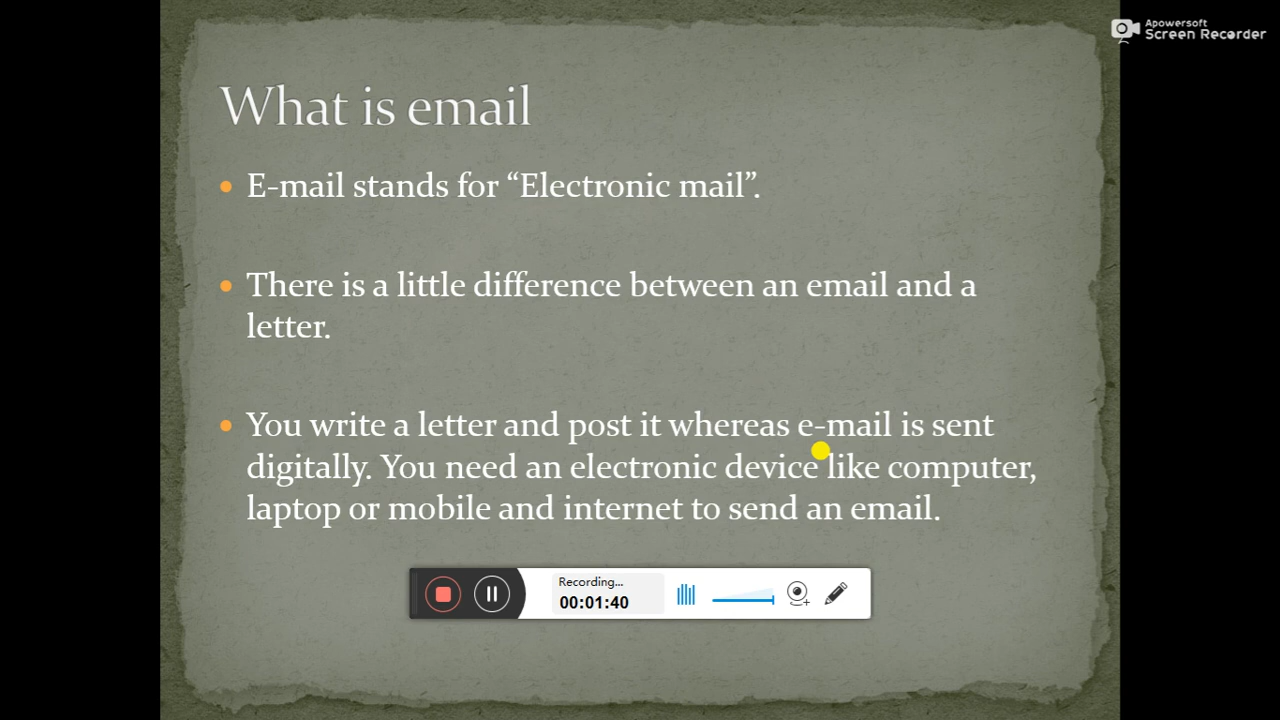 Apowersoft
Screen Recorder
What is email
E-mail stands for “Electronic mail”.
There is a little difference between an email and a
letter.
You write a letter and post it whereas e-mail is sent
digitally. You need an electronic device like computer,
laptop or mobile and internet to send an email.
Recording...
00:01:40